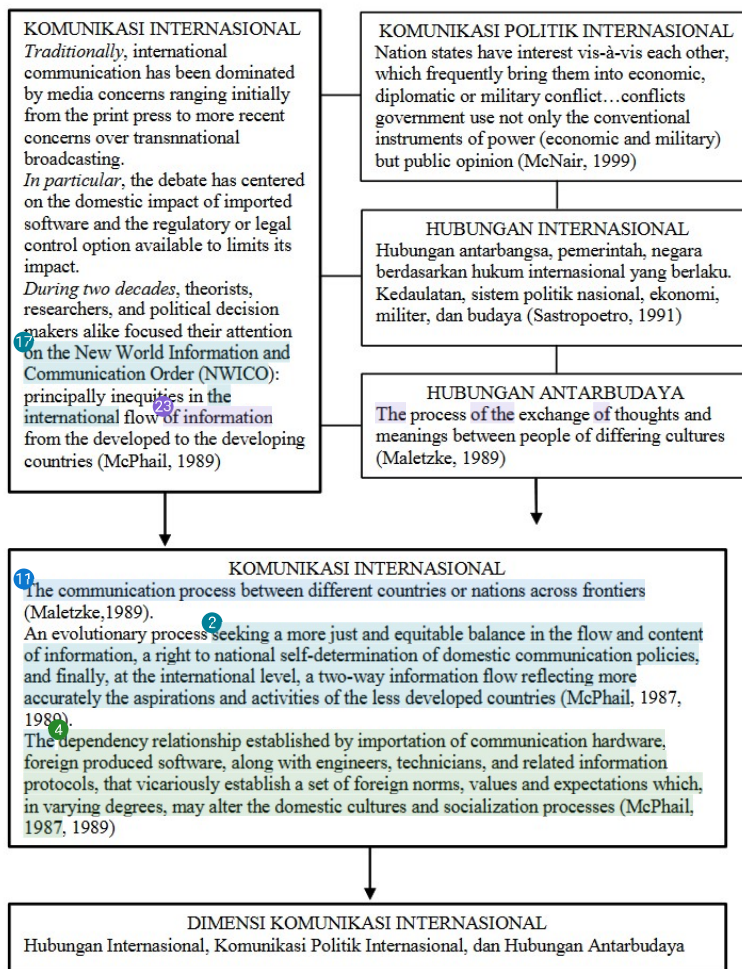 KOMUNIKASI INTERNASIONAL
Traditionally, international
communication has been dominated
by media concerns ranging initially
from the print press to more recent
concerns over transnnational
broadcasting.
In particular, the debate has centered
on the domestic impact of imported
software and the regulatory or legal
control option available to limits its
impact.
During two decades, theorists,
researchers, and political decision
makers alike focused their attention
17
on the New World Information and
Communication Order (NWICO):
principally inequities in the
23
international flow of information
from the developed to the developing
countries (McPhail, 1989)
KOMUNIKASI POLITIK INTERNASIONAL
Nation states have interest vis-à-vis each other,
which frequently bring them into economic,
diplomatic or military conflict…conflicts
government use not only the conventional
instruments of power (economic and military)
but public opinion (McNair, 1999)
HUBUNGAN INTERNASIONAL
Hubungan antarbangsa, pemerintah, negara
berdasarkan hukum internasional yang berlaku.
Kedaulatan, sistem politik nasional, ekonomi,
militer, dan budaya (Sastropoetro, 1991)
HUBUNGAN ANTARBUDAYA
The process of the exchange of thoughts and
meanings between people of differing cultures
(Maletzke, 1989)
KOMUNIKASI INTERNASIONAL
11
The communication process between different countries or nations across frontiers
(Maletzke,1989).
2
An evolutionary process seeking a more just and equitable balance in the flow and content
of information, a right to national self-determination of domestic communication policies,
and finally, at the international level, a two-way information flow reflecting more
accurately the aspirations and activities of the less developed countries (McPhail, 1987,
1989).
4
The dependency relationship established by importation of communication hardware,
foreign produced software, along with engineers, technicians, and related information
protocols, that vicariously establish a set of foreign norms, values and expectations which,
in varying degrees, may alter the domestic cultures and socialization processes (McPhail,
1987, 1989)
DIMENSI KOMUNIKASI INTERNASIONAL
Hubungan Internasional, Komunikasi Politik Internasional, dan Hubungan Antarbudaya